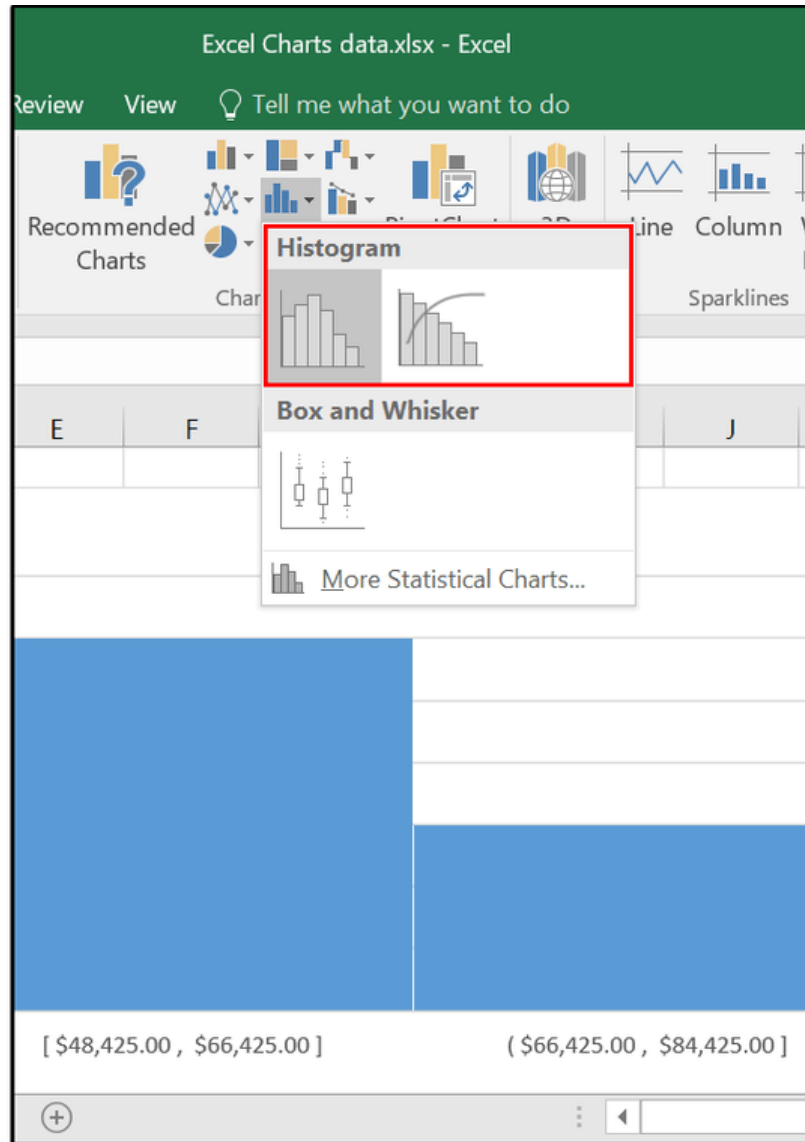 Excel Charts data.xlsx - Excel
Review View Tell me what you want to do
Recommended
Charts
Line Column
Sparklines
Histogram
E F J
Box and Whisker
More Statistical Charts...
[ $48,425.00 , $66,425.00 ] ( $66,425.00 , $84,425.00 ]